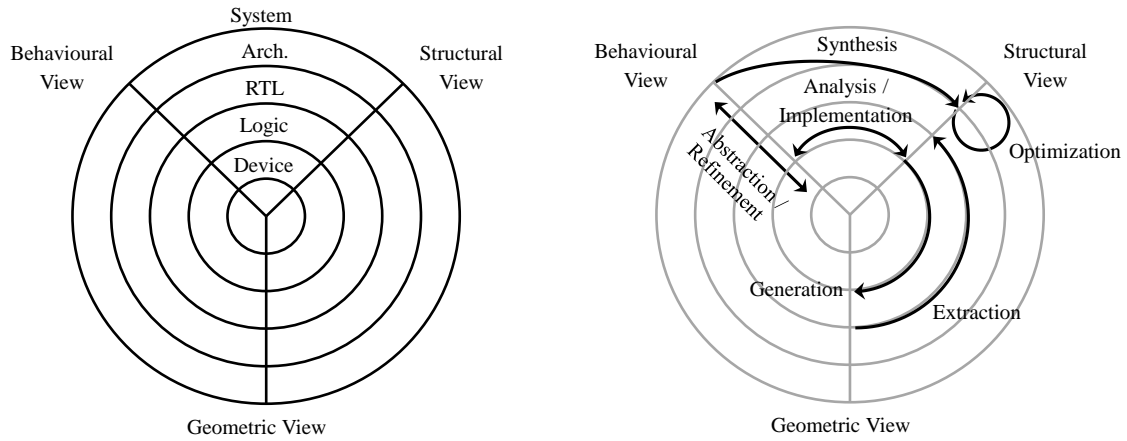 System
Behavioural
View
Arch.
Structural
View
RTL
Logic
Device
Geometric View
Behavioural
View
Synthesis
Structural
View
Analysis /
Implementation
Abstraction /
Refinement
Optimization
Generation
Extraction
Geometric View